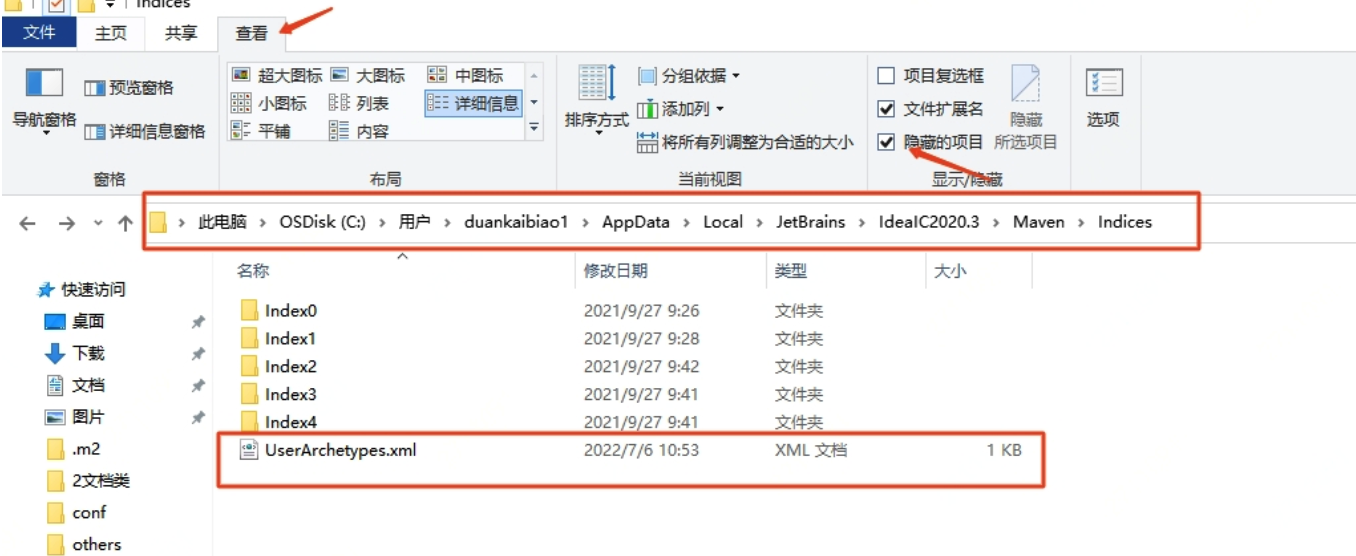 Indices
文件 主页 共享 查看
导航窗格 预览窗格 详细信息窗格
窗格
超大图标 大图标 中图标
小图标 列表 详细信息
平铺 内容
布局
排序方式 分组依据
添加列
将所有列调整为合适的大小
当前视图
项目复选框
文件扩展名
隐藏的项目
隐藏
所选项目
显示/隐藏
选项
此电脑 > OSDisk (C:) > 用户 > duankaibiao1 > AppData > Local > JetBrains > IdeaIC2020.3 > Maven > Indices
快速访问
桌面
下载
文档
图片
.m2
2文档类
conf
others
名称 修改日期 类型 大小
Index0 2021/9/27 9:26 文件夹
Index1 2021/9/27 9:28 文件夹
Index2 2021/9/27 9:42 文件夹
Index3 2021/9/27 9:41 文件夹
Index4 2021/9/27 9:41 文件夹
UserArchetypes.xml 2022/7/6 10:53 XML 文档 1 KB